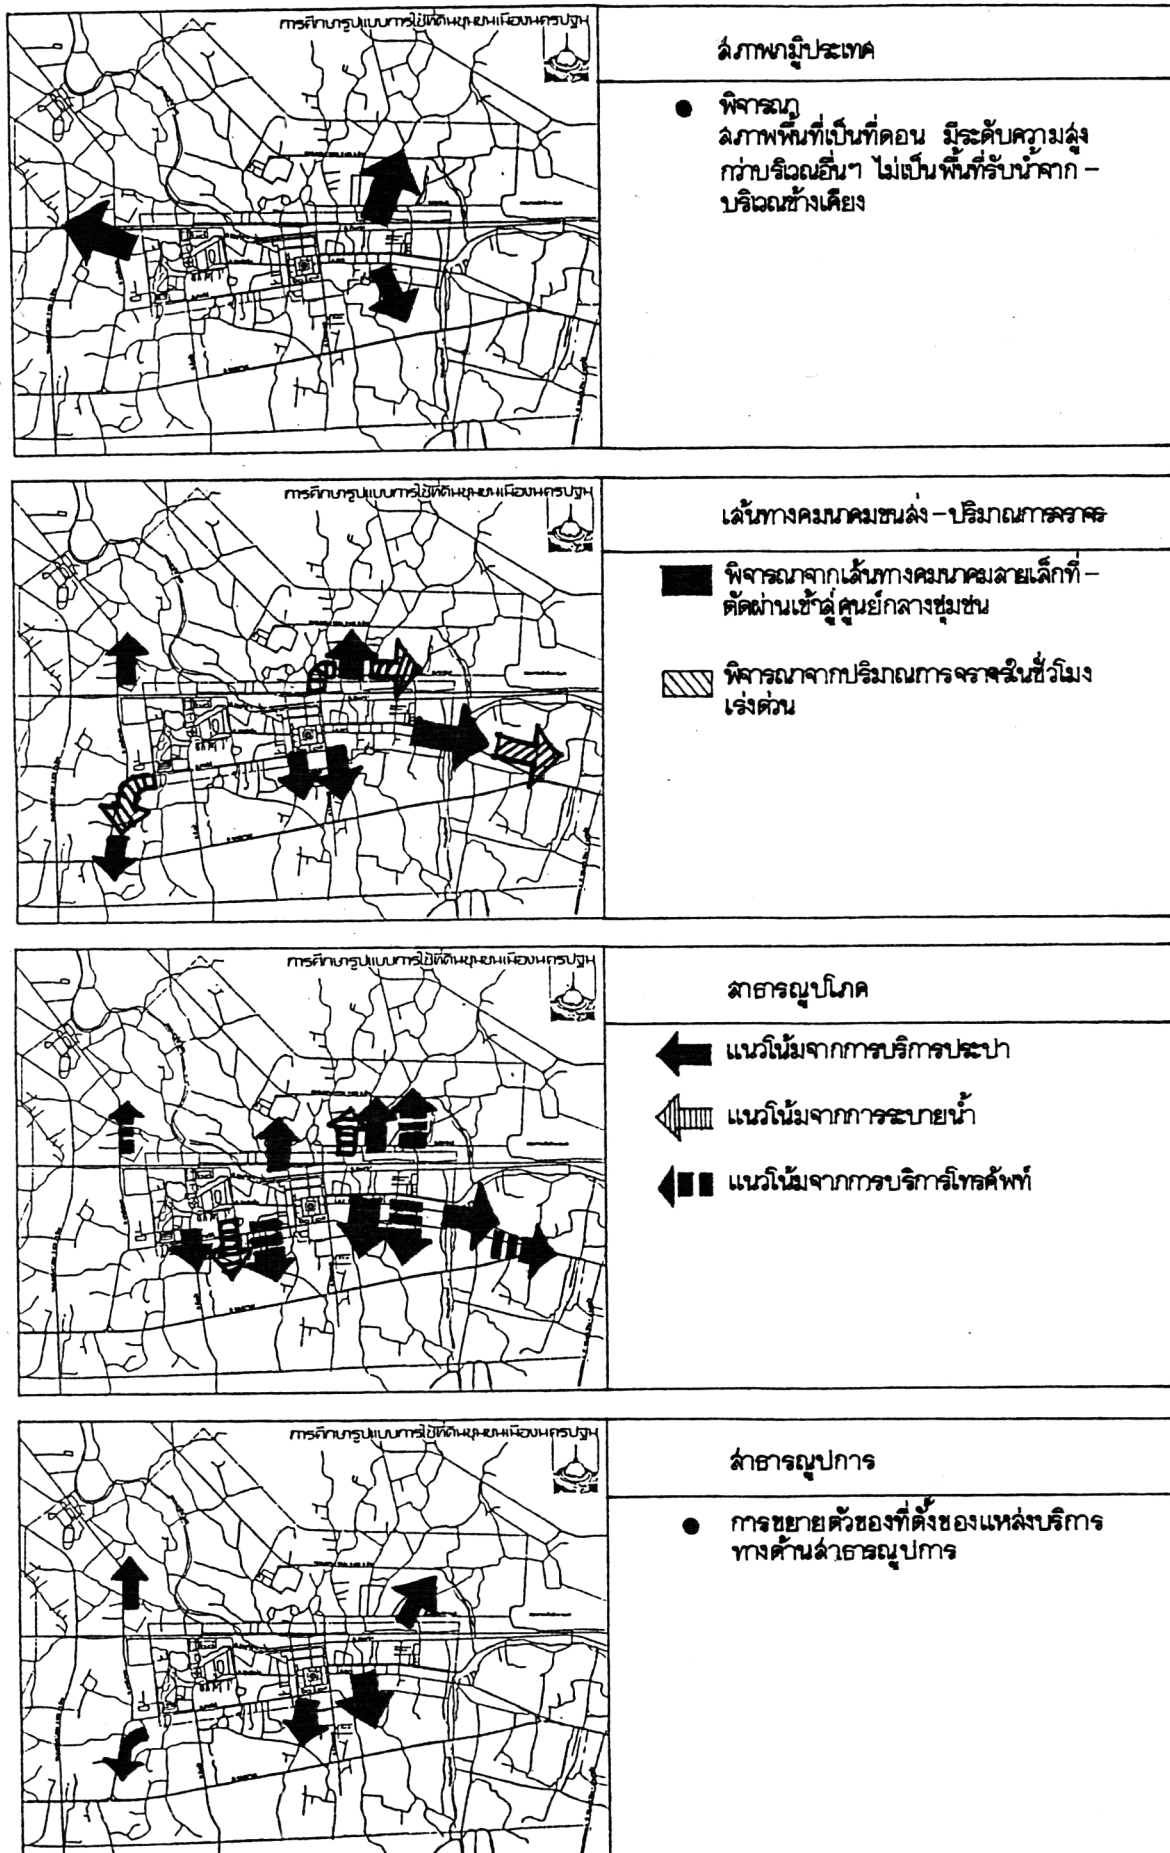 การศึกษารูปแบบการใช้ที่ดินชุมชนเมืองนครปฐม
สภาพภูมิประเทศ
● พิจารณา
สภาพพื้นที่เป็นที่ดอน มีระดับความสูง
กว่าบริเวณอื่นๆ ไม่เป็นพื้นที่รับน้ำจาก -
บริเวณข้างเคียง
การศึกษารูปแบบการใช้ที่ดินชุมชนเมืองนครปฐม
เส้นทางคมนาคมขนส่ง - ปริมาณการจราจร
พิจารณาจากเส้นทางคมนาคมสายเล็กที่ -
ตัดผ่านเข้าสู่ศูนย์กลางชุมชน
พิจารณาจากปริมาณการจราจรในชั่วโมง
เร่งด่วน
การศึกษารูปแบบการใช้ที่ดินชุมชนเมืองนครปฐม
สาธารณูปโภค
แนวโน้มจากการบริการประปา
แนวโน้มจากการระบายน้ำ
แนวโน้มจากการบริการโทรศัพท์
การศึกษารูปแบบการใช้ที่ดินชุมชนเมืองนครปฐม
สาธารณูปการ
● การขยายตัวของที่ตั้งของแหล่งบริการ
ทางด้านสาธารณูปการ